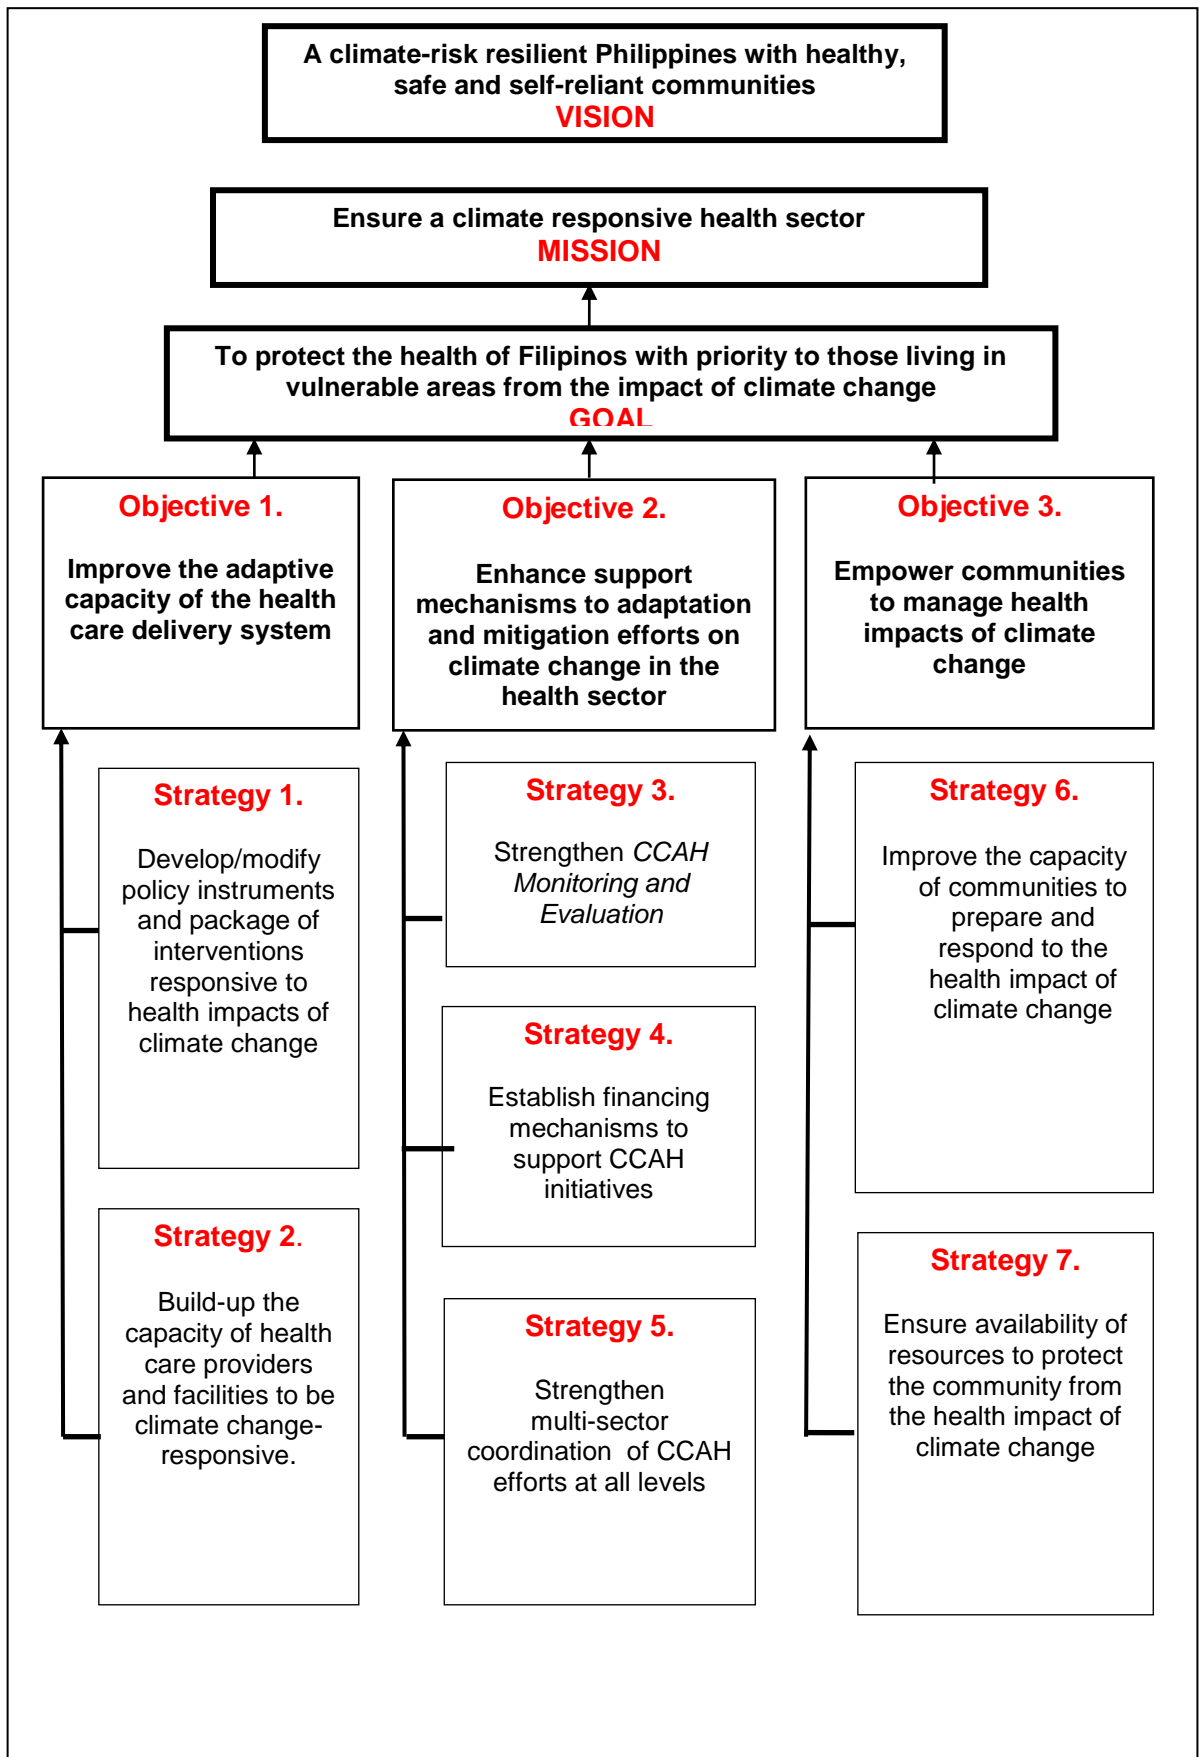 A climate-risk resilient Philippines with healthy,
safe and self-reliant communities
VISION
Ensure a climate responsive health sector
MISSION
To protect the health of Filipinos with priority to those living in
vulnerable areas from the impact of climate change
GOAL
Objective 1.
Improve the adaptive
capacity of the health
care delivery system
Objective 2.
Enhance support
mechanisms to adaptation
and mitigation efforts on
climate change in the
health sector
Objective 3.
Empower communities
to manage health
impacts of climate
change
Strategy 1.
Develop/modify
policy instruments
and package of
interventions
responsive to
health impacts of
climate change
Strategy 2.
Build-up the
capacity of health
care providers
and facilities to be
climate change-
responsive.
Strategy 3.
Strengthen CCAH
Monitoring and
Evaluation
Strategy 4.
Establish financing
mechanisms to
support CCAH
initiatives
Strategy 5.
Strengthen
multi-sector
coordination  of CCAH
efforts at all levels
Strategy 6.
Improve the capacity
of communities to
prepare and
respond to the
health impact of
climate change
Strategy 7.
Ensure availability of
resources to protect
the community from
the health impact of
climate change